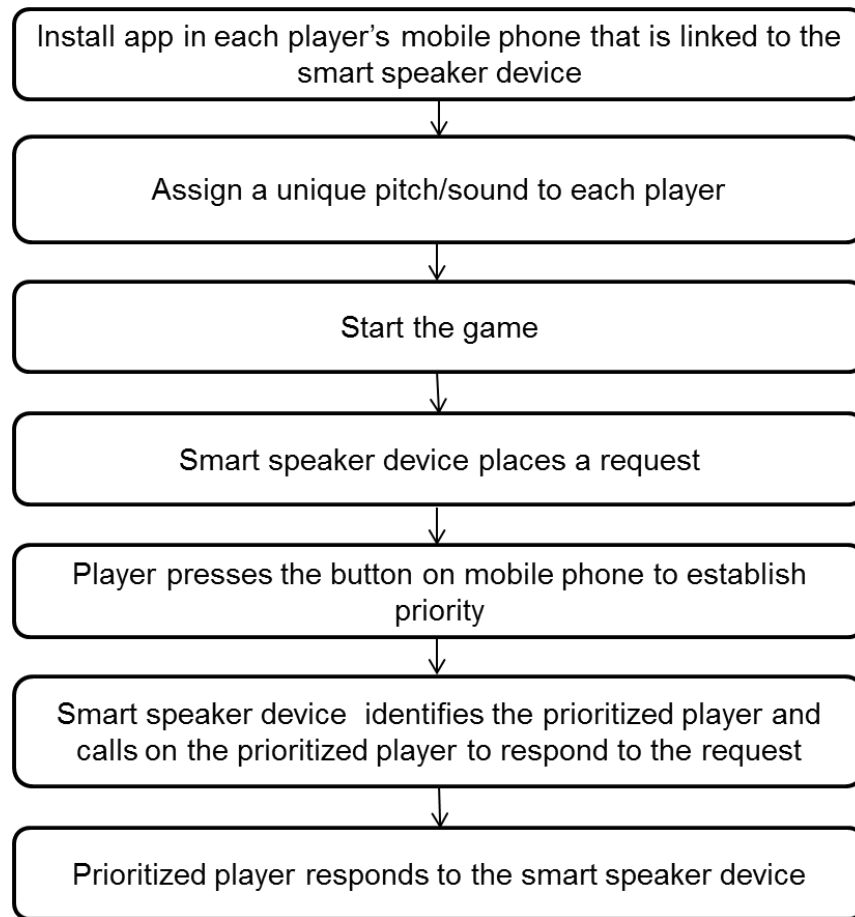 Install app in each player's mobile phone that is linked to the
smart speaker device
Assign a unique pitch/sound to each player
Start the game
Smart speaker device places a request
Player presses the button on mobile phone to establish
priority
Smart speaker device identifies the prioritized player and
calls on the prioritized player to respond to the request
Prioritized player responds to the smart speaker device